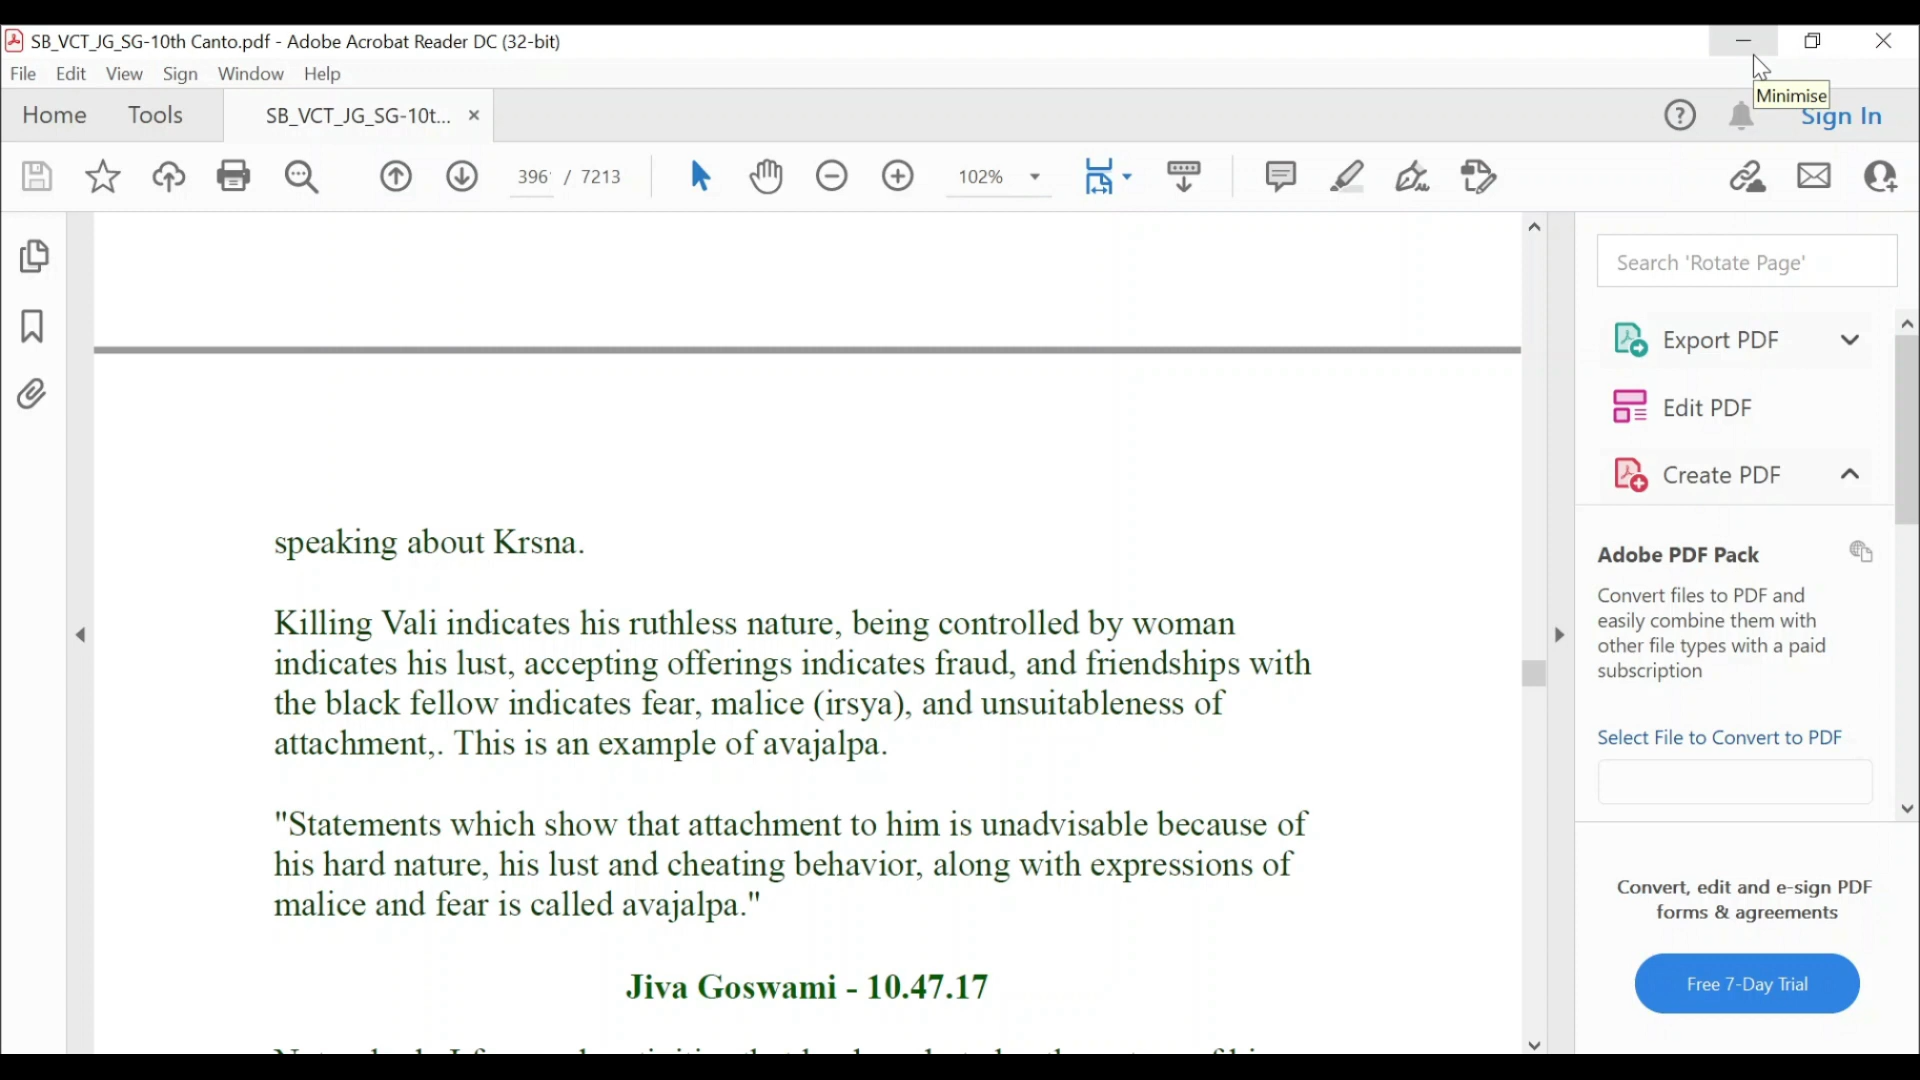 SB_VCT_JG_SG-10th Canto.pdf - Adobe Acrobat Reader DC (32-bit)
File Edit View Sign Window Help
Minimise
Home Tools SB_VCT_JG_SG-10t... Sign In
396 / 7213 102%
Search 'Rotate Page'
Export PDF
Edit PDF
Create PDF
Adobe PDF Pack
Convert files to PDF and
easily combine them with
other file types with a paid
subscription
Select File to Convert to PDF
Convert, edit and e-sign PDF
forms & agreements
Free 7-Day Trial
speaking about Krsna.
Killing Vali indicates his ruthless nature, being controlled by woman
indicates his lust, accepting offerings indicates fraud, and friendships with
the black fellow indicates fear, malice (irsya), and unsuitableness of
attachment,. This is an example of avajalpa.
"Statements which show that attachment to him is unadvisable because of
his hard nature, his lust and cheating behavior, along with expressions of
malice and fear is called avajalpa."
Jiva Goswami - 10.47.17